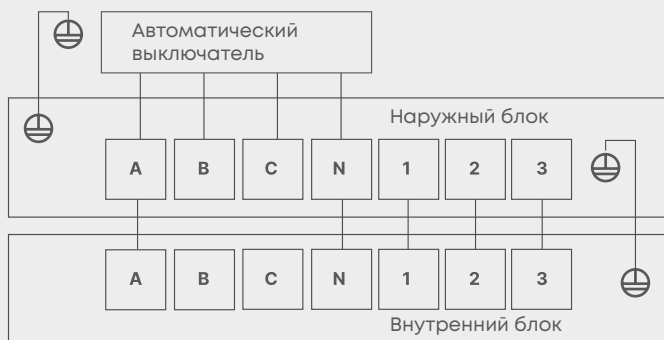 Автоматический
выключатель
Наружный блок
A B C N 1 2 3
A B C N 1 2 3
Внутренний блок